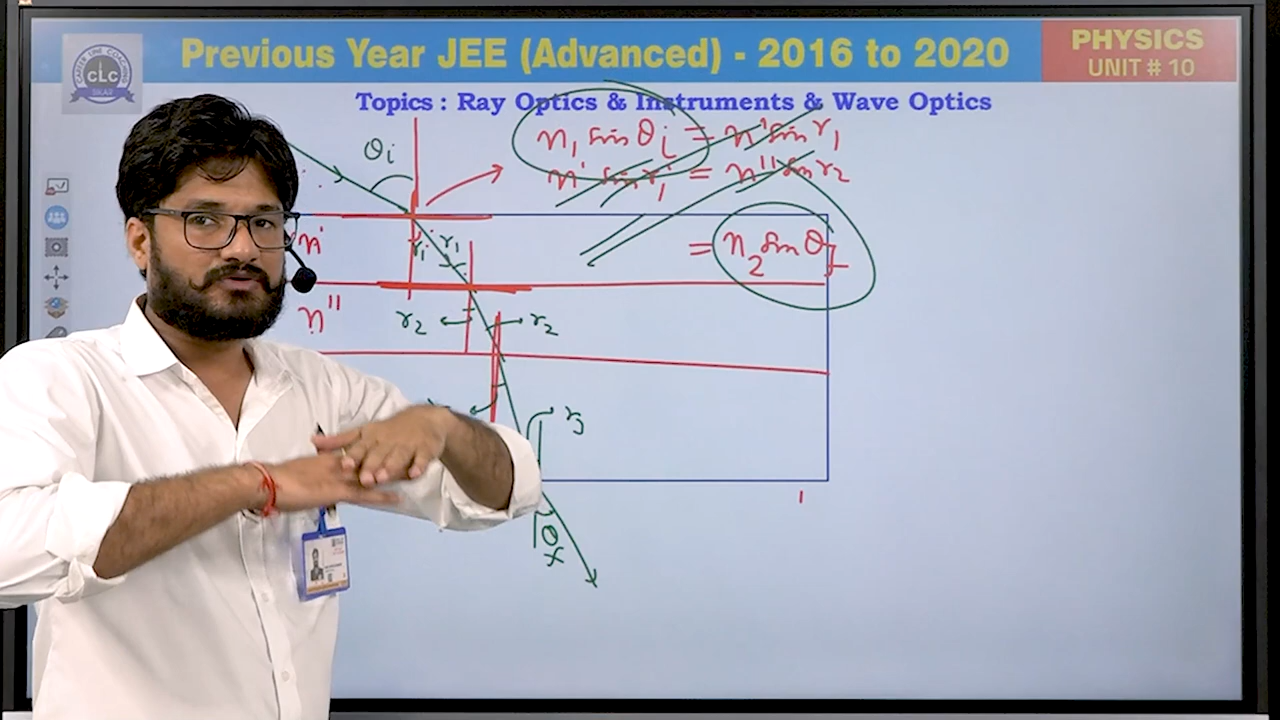 Previous Year JEE (Advanced) - 2016 to 2020
PHYSICS
UNIT # 10
CLC
SIKAR
Topics : Ray Optics & Instruments & Wave Optics
θi
n₁ sin θi = n' sin r₁
n' sin r₁ = n'' sin r₂
= n₂ sin θf
n'
r₁ r₁
n''
r₂ r₂
r₃
θf